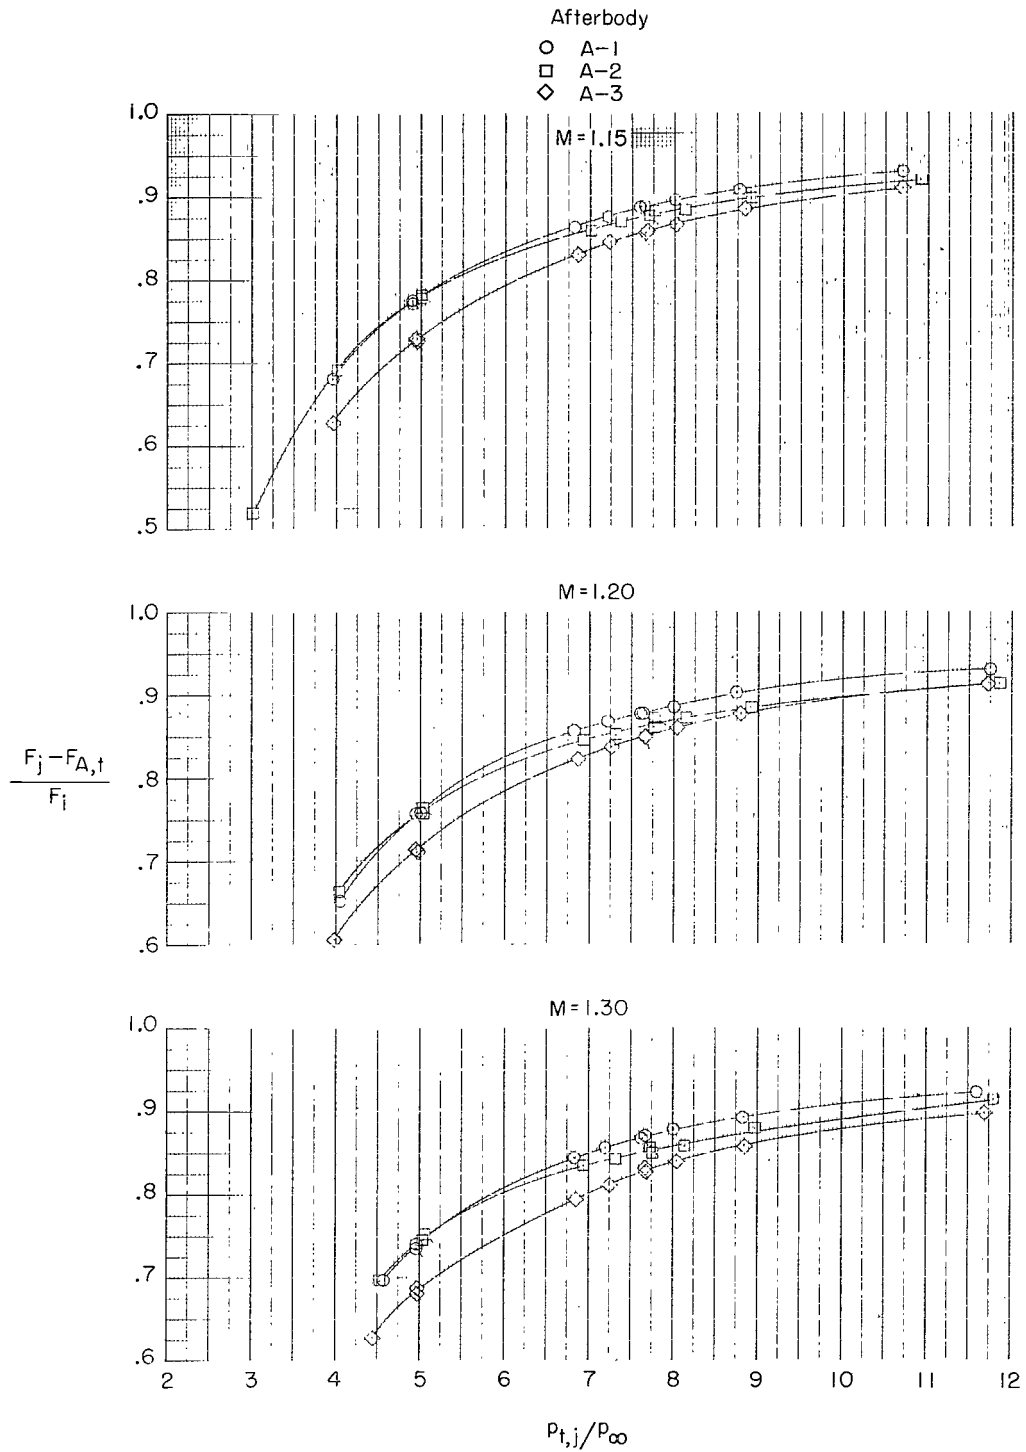 Afterbody
A-1
A-2
A-3
M = 1.15
1.0
.9
.8
.7
.6
.5
M = 1.20
1.0
.9
.8
.7
.6
Fj - FA,t
Fi
M = 1.30
1.0
.9
.8
.7
.6
2 3 4 5 6 7 8 9 10 11 12
pt,j/p∞